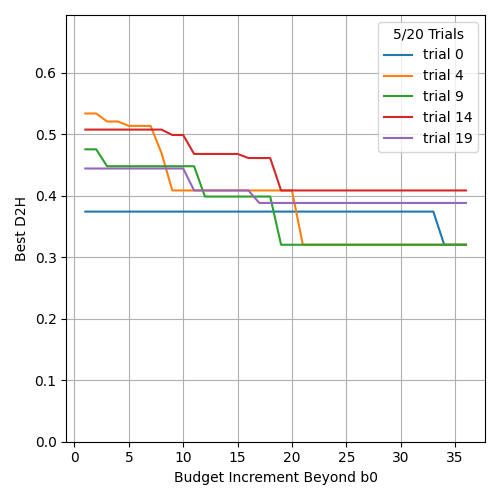 5/20 Trials
trial 0
trial 4
trial 9
trial 14
trial 19
0.6
0.5
0.4
0.3
0.2
0.1
0.0
Best D2H
0 5 10 15 20 25 30 35
Budget Increment Beyond b0